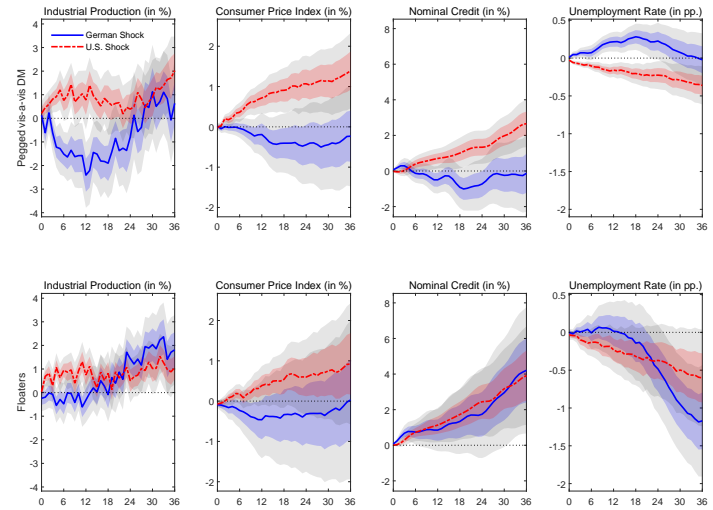 Industrial Production (in %)
Consumer Price Index (in %)
Nominal Credit (in %)
Unemployment Rate (in pp.)
Pegged vis-a-vis DM
German Shock
U.S. Shock
4
3
2
1
0
-1
-2
-3
-4
0 6 12 18 24 30 36
2
1
0
-1
-2
0 6 12 18 24 30 36
8
6
4
2
0
-2
0 6 12 18 24 30 36
0.5
0
-0.5
-1
-1.5
-2
0 6 12 18 24 30 36
Industrial Production (in %)
Consumer Price Index (in %)
Nominal Credit (in %)
Unemployment Rate (in pp.)
Floaters
4
3
2
1
0
-1
-2
-3
-4
0 6 12 18 24 30 36
2
1
0
-1
-2
0 6 12 18 24 30 36
8
6
4
2
0
-2
0 6 12 18 24 30 36
0.5
0
-0.5
-1
-1.5
-2
0 6 12 18 24 30 36